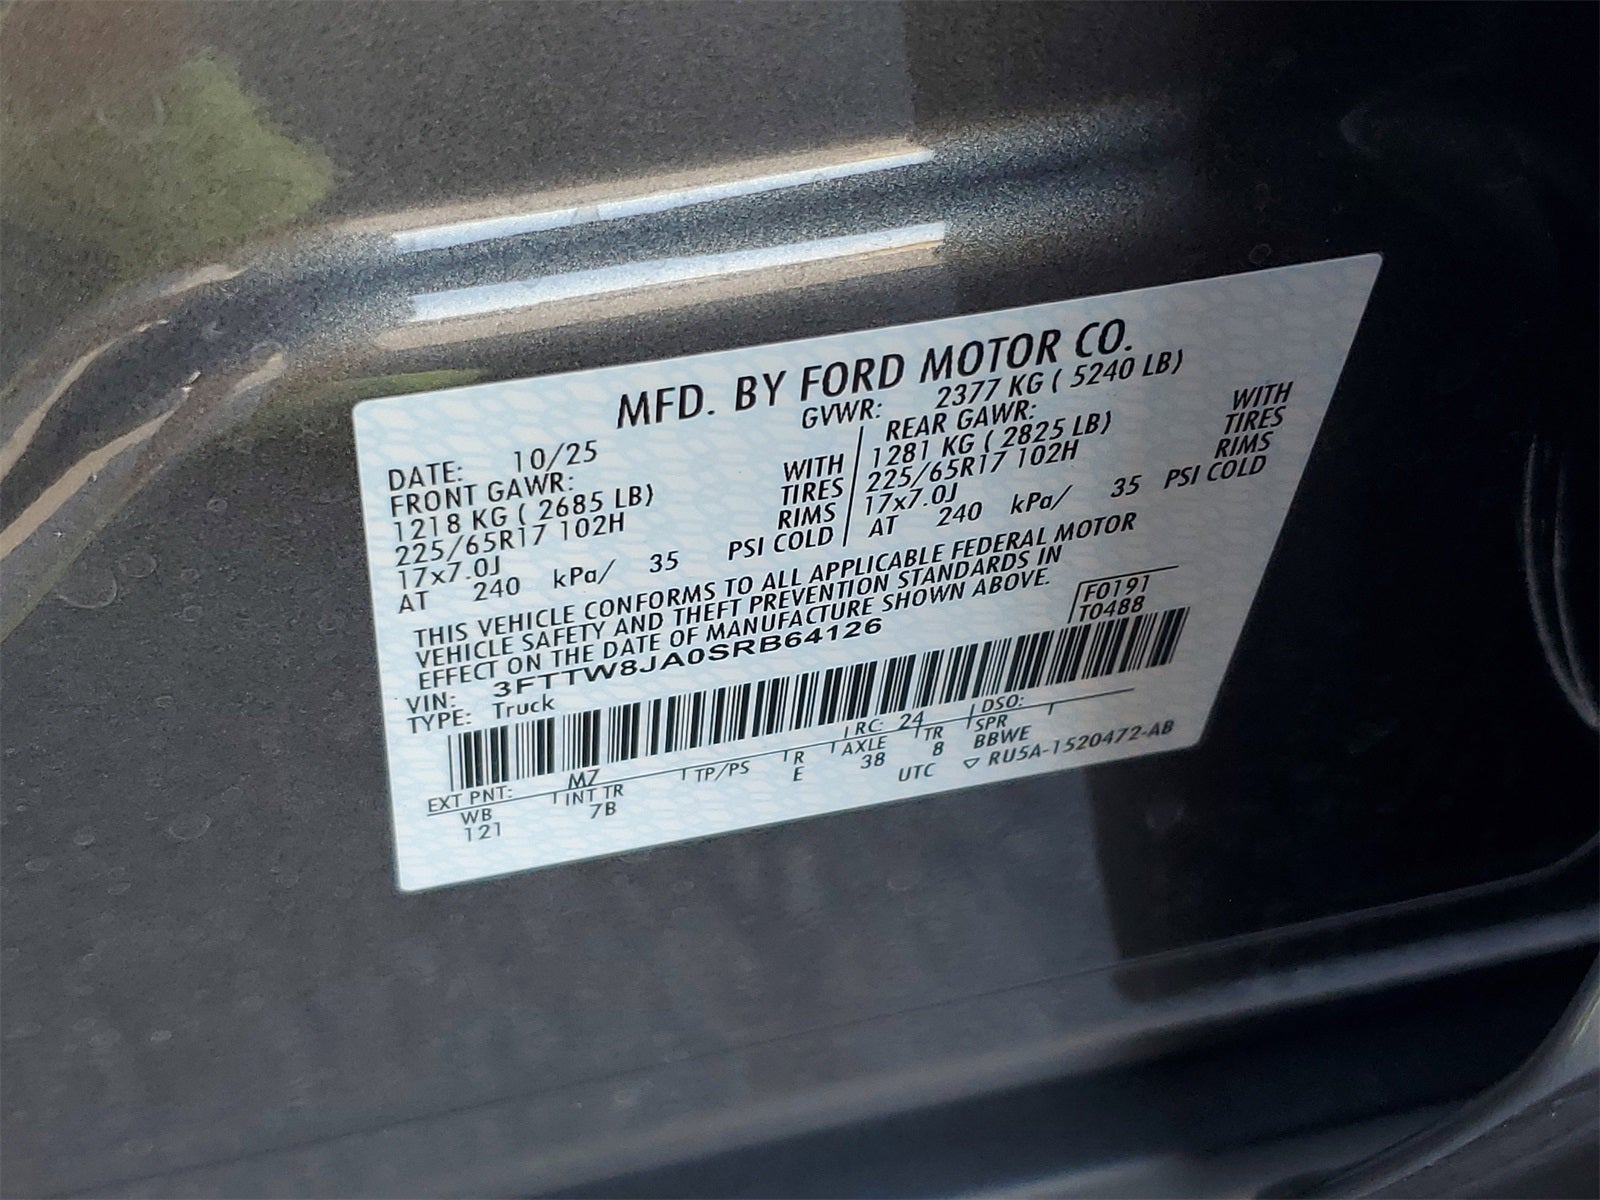 MFD. BY FORD MOTOR CO.
DATE: 10/25 GVWR: 2377 KG ( 5240 LB)
FRONT GAWR: REAR GAWR:
1218 KG ( 2685 LB) WITH 1281 KG ( 2825 LB) WITH
225/65R17 102H TIRES 225/65R17 102H TIRES
17x7.0J RIMS 17x7.0J RIMS
AT 240 kPa/ 35 PSI COLD AT 240 kPa/ 35 PSI COLD
THIS VEHICLE CONFORMS TO ALL APPLICABLE FEDERAL MOTOR
VEHICLE SAFETY AND THEFT PREVENTION STANDARDS IN
EFFECT ON THE DATE OF MANUFACTURE SHOWN ABOVE.
F0191
VIN: 3FTTW8JA0SRB64126 T0488
TYPE: Truck
EXT PNT: M7 RC: 24 DSO:
WB INT TR TP/PS R AXLE TR SPR
121 7B E 38 8 BBWE
UTC ▽ RU5A-1520472-AB